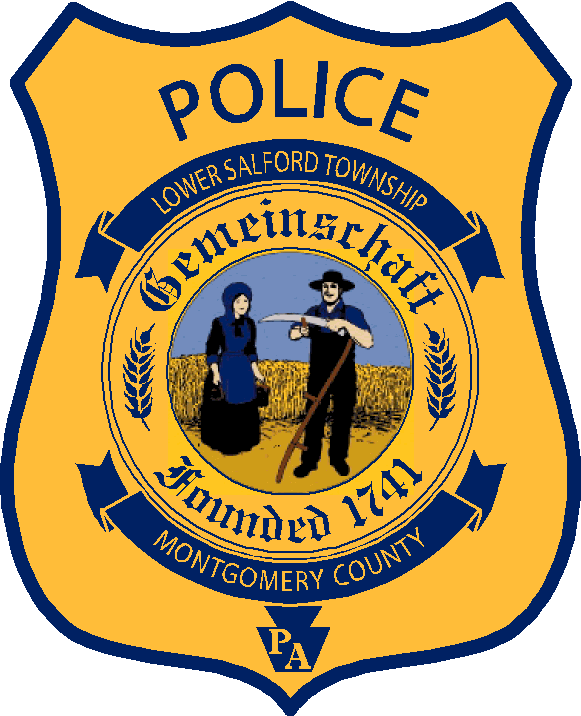 POLICE
LOWER SALFORD TOWNSHIP
Gemeinschaft
Founded 1741
MONTGOMERY COUNTY
PA